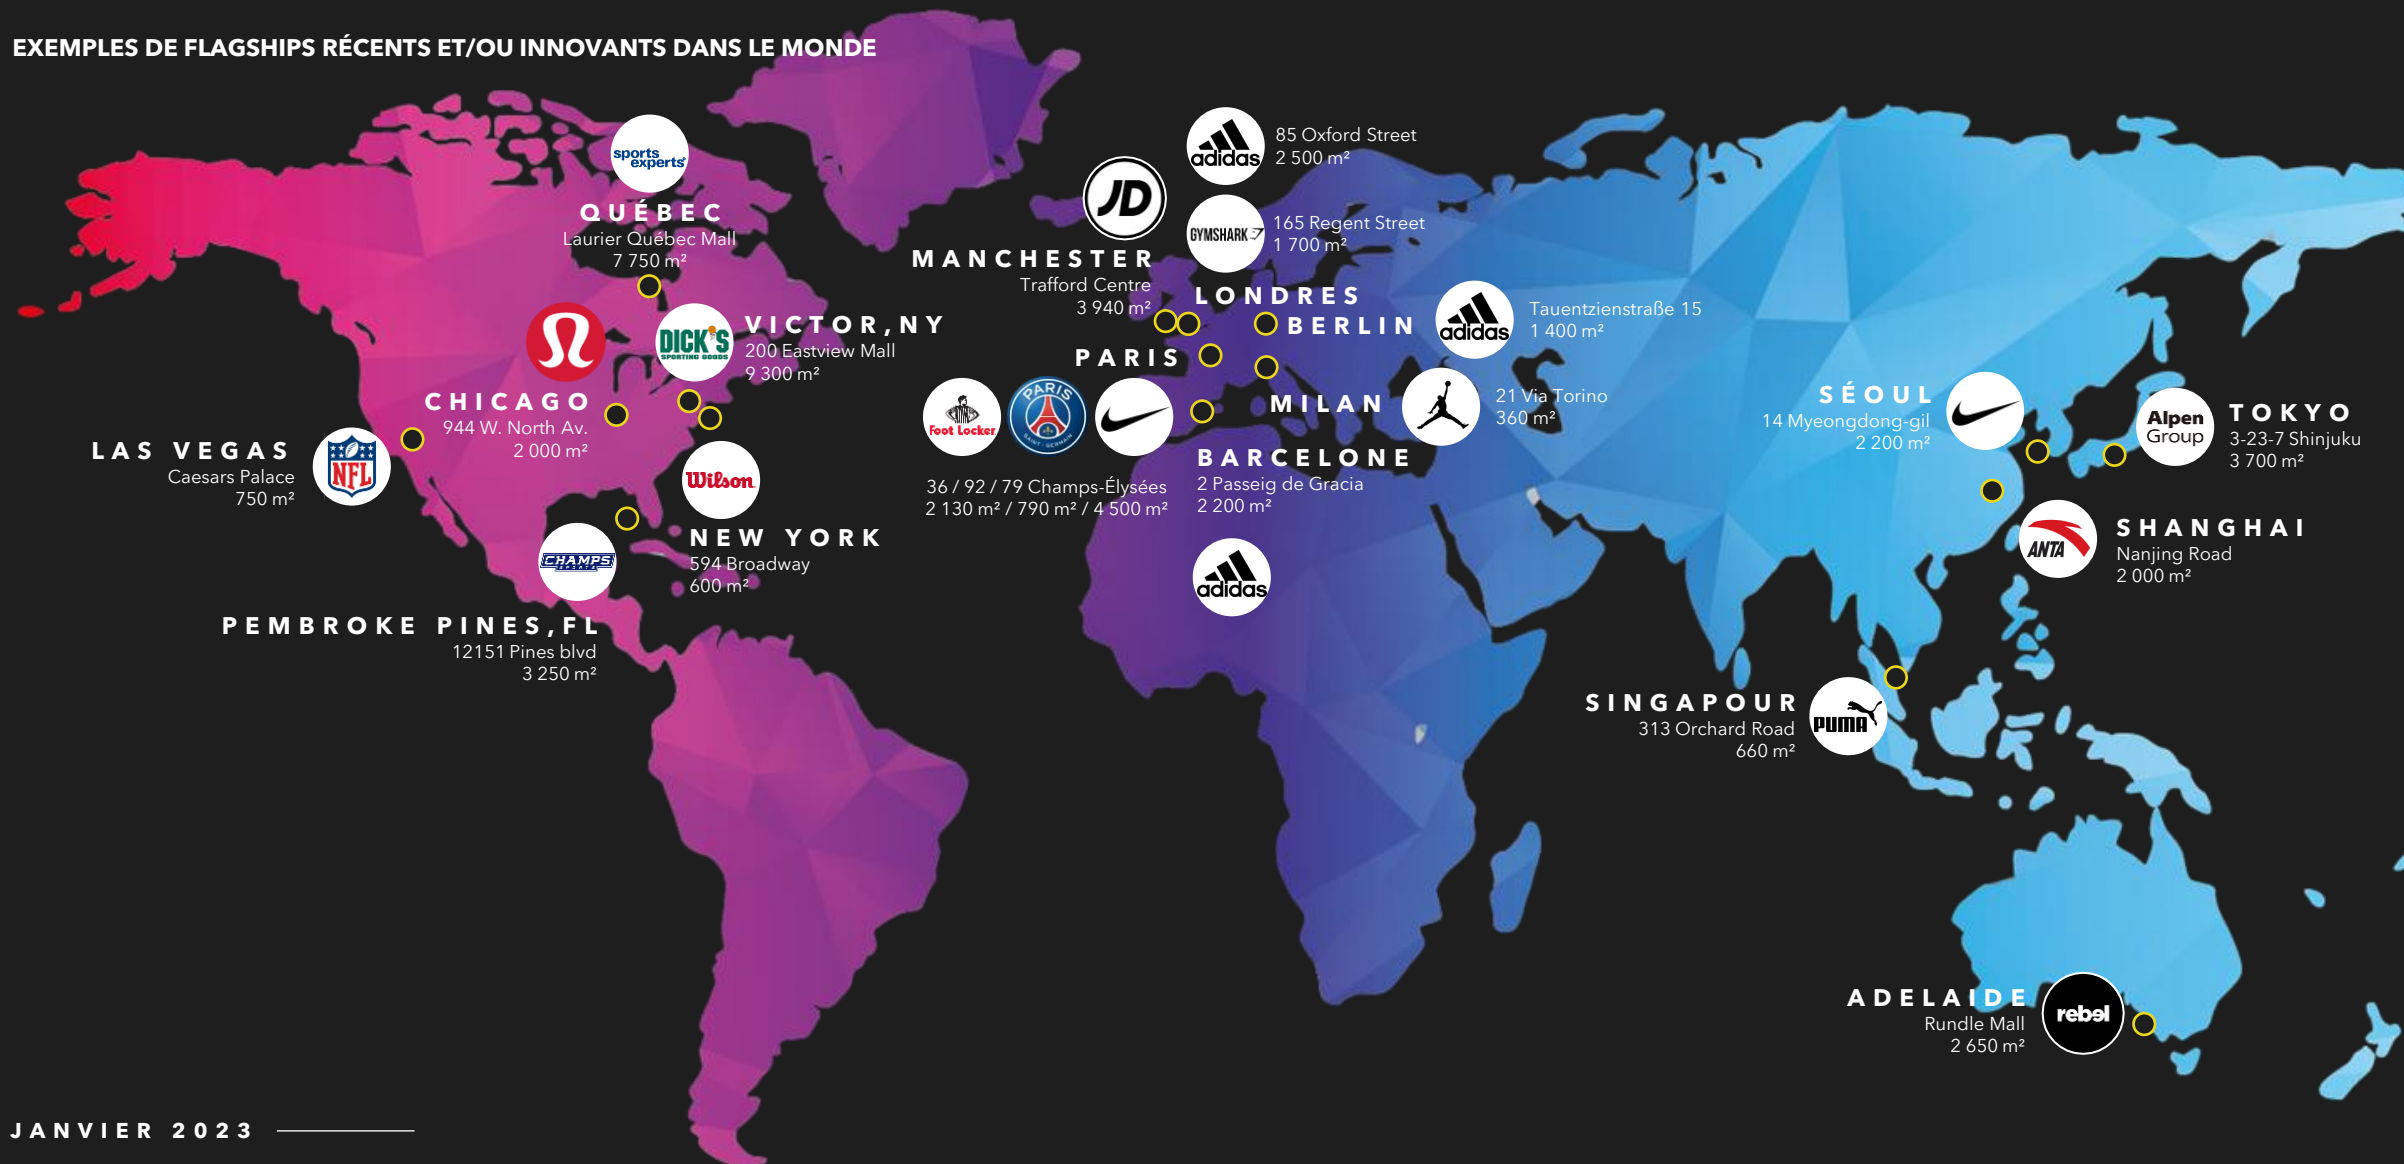 EXEMPLES DE FLAGSHIPS RÉCENTS ET/OU INNOVANTS DANS LE MONDE
sports
experts
QUÉBEC
Laurier Québec Mall
7 750 m²
DICK'S
SPORTING GOODS
VICTOR,NY
200 Eastview Mall
9 300 m²
CHICAGO
944 W. North Av.
2 000 m²
LAS VEGAS
Caesars Palace
750 m²
NFL
Wilson
NEW YORK
594 Broadway
600 m²
CHAMPS
PEMBROKE PINES,FL
12151 Pines blvd
3 250 m²
JD
MANCHESTER
Trafford Centre
3 940 m²
adidas
85 Oxford Street
2 500 m²
GYMSHARK
165 Regent Street
1 700 m²
LONDRES
BERLIN
adidas
Tauentzienstraße 15
1 400 m²
PARIS
Foot Locker
PARIS
SAINT-GERMAIN
36 / 92 / 79 Champs-Élysées
2 130 m² / 790 m² / 4 500 m²
MILAN
21 Via Torino
360 m²
BARCELONE
2 Passeig de Gracia
2 200 m²
adidas
SÉOUL
14 Myeongdong-gil
2 200 m²
Alpen
Group
TOKYO
3-23-7 Shinjuku
3 700 m²
ANTA
SHANGHAI
Nanjing Road
2 000 m²
SINGAPOUR
313 Orchard Road
660 m²
PUMA
ADELAIDE
Rundle Mall
2 650 m²
rebel
JANVIER 2023